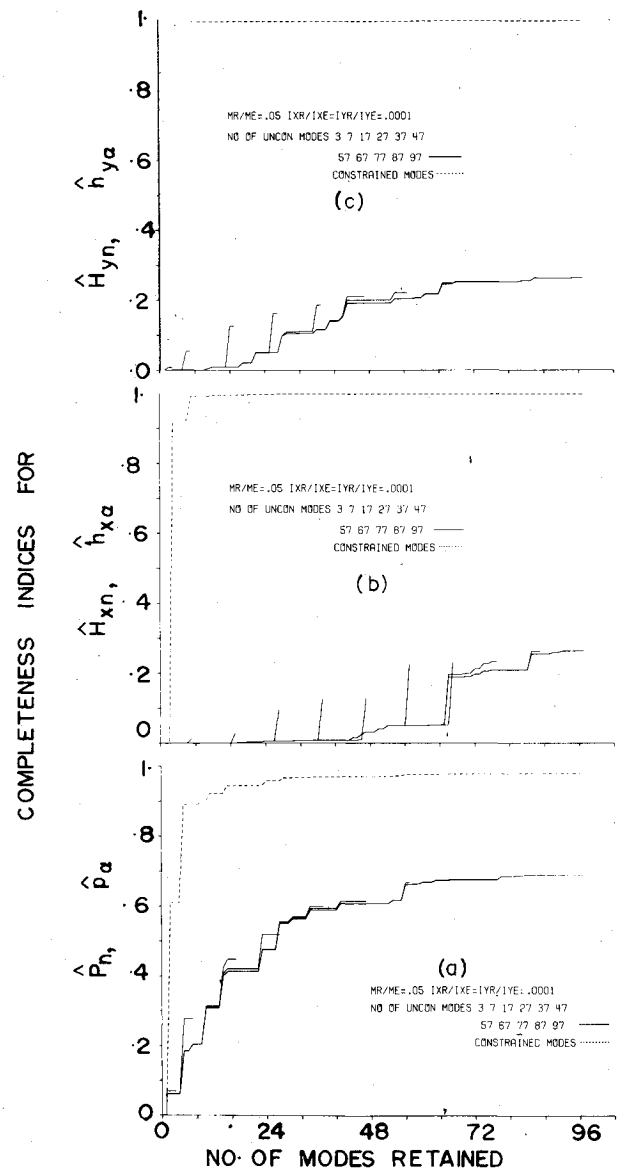 COMPLETENESS INDICES FOR
1.
.8
.6
.4
.2
.0
Ĥyn, ĥyα
MR/ME=.05 IXR/IXE=IYR/IYE=.0001
NO OF UNCON MODES 3 7 17 27 37 47
57 67 77 87 97
CONSTRAINED MODES
(c)
1.
.8
.6
.4
.2
0
Ĥxn, ĥxα
MR/ME=.05 IXR/IXE=IYR/IYE=.0001
NO OF UNCON MODES 3 7 17 27 37 47
57 67 77 87 97
CONSTRAINED MODES
(b)
1.
.8
.6
.4
.2
0
P̂n, p̂α
(a)
MR/ME=.05 IXR/IXE=IYR/IYE=.0001
NO OF UNCON MODES 3 7 17 27 37 47
57 67 77 87 97
CONSTRAINED MODES
0 24 48 72 96
NO. OF MODES RETAINED